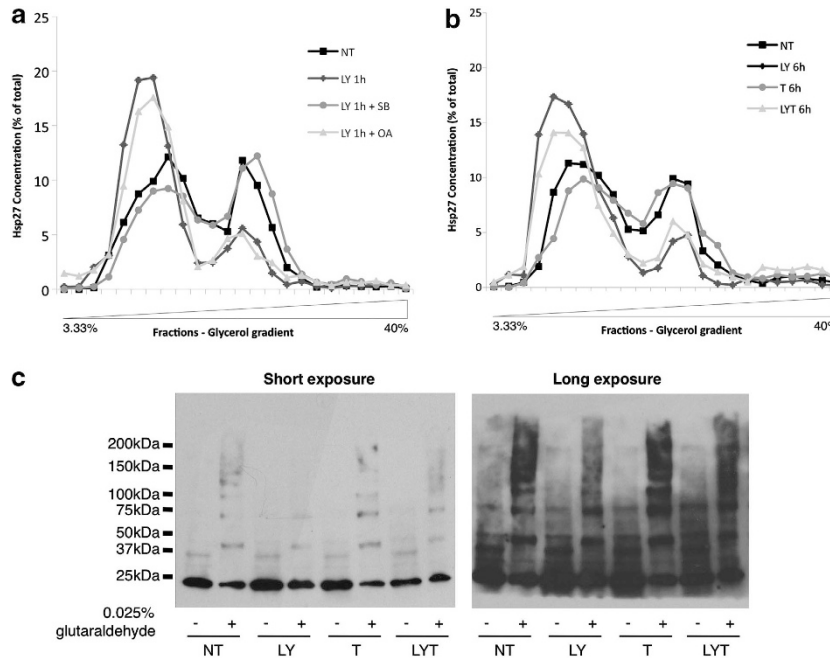 a
25
20
15
10
5
0
Hsp27 Concentration (% of total)
NT
LY 1h
LY 1h + SB
LY 1h + OA
3.33%
Fractions - Glycerol gradient
40%
b
25
20
15
10
5
0
Hsp27 Concentration (% of total)
NT
LY 6h
T 6h
LYT 6h
3.33%
Fractions - Glycerol gradient
40%
c
Short exposure
Long exposure
200kDa
150kDa
100kDa
75kDa
50kDa
37kDa
25kDa
0.025%
glutaraldehyde
- + - + - + - +
- + - + - + - +
NT LY T LYT
NT LY T LYT